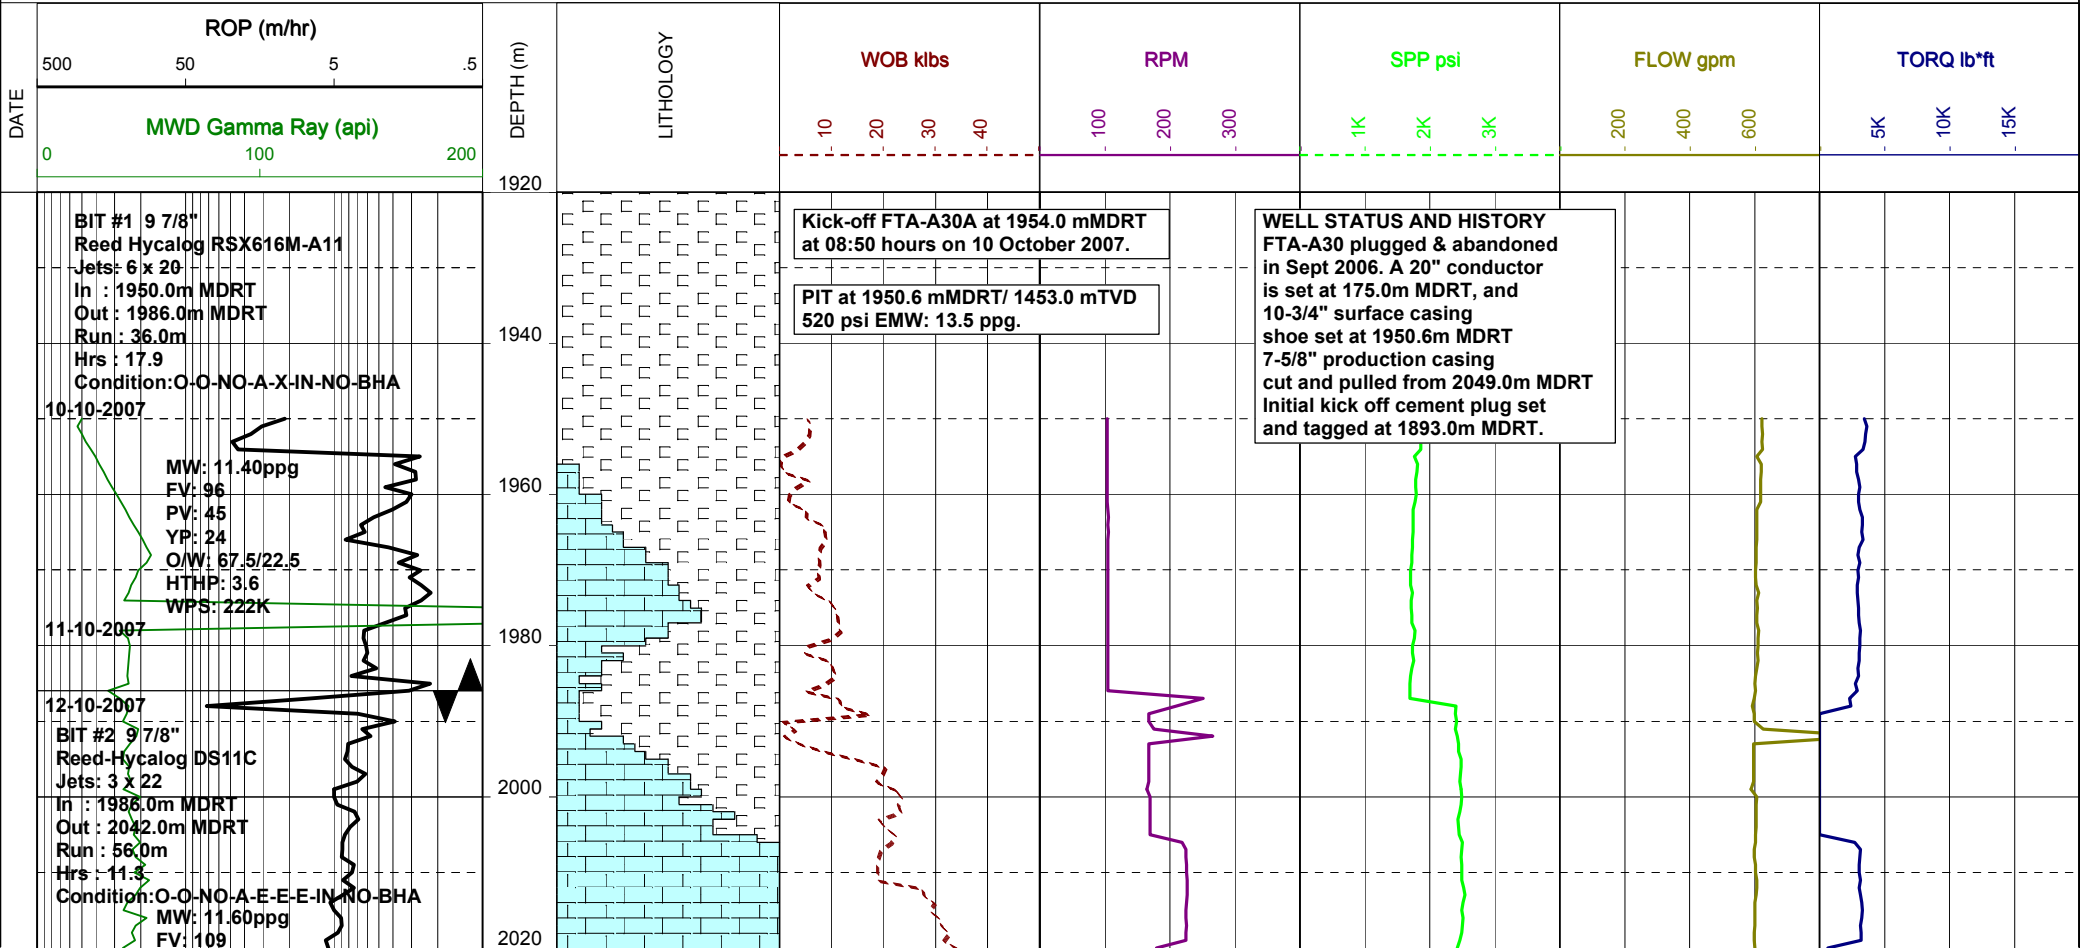 DATE
ROP (m/hr)
500 50 5 .5
MWD Gamma Ray (api)
0 100 200
DEPTH (m)
LITHOLOGY
WOB klbs
10 20 30 40
RPM
100 200 300
SPP psi
1K 2K 3K
FLOW gpm
200 400 600
TORQ lb*ft
5K 10K 15K
1920
1940
1960
1980
2000
2020
BIT #1 9 7/8"
Reed Hycalog RSX616M-A11
Jets: 6 x 20
In : 1950.0m MDRT
Out : 1986.0m MDRT
Run : 36.0m
Hrs : 17.9
Condition:O-O-NO-A-X-IN-NO-BHA
10-10-2007
MW: 11.40ppg
FV: 96
PV: 45
YP: 24
O/W: 67.5/22.5
HTHP: 3.6
WPS: 222K
11-10-2007
12-10-2007
BIT #2 9 7/8"
Reed-Hycalog DS11C
Jets: 3 x 22
In : 1986.0m MDRT
Out : 2042.0m MDRT
Run : 56.0m
Hrs : 11.3
Condition:O-O-NO-A-E-E-E-IN-NO-BHA
MW: 11.60ppg
FV: 109
Kick-off FTA-A30A at 1954.0 mMDRT
at 08:50 hours on 10 October 2007.
PIT at 1950.6 mMDRT/ 1453.0 mTVD
520 psi EMW: 13.5 ppg.
WELL STATUS AND HISTORY
FTA-A30 plugged & abandoned
in Sept 2006. A 20" conductor
is set at 175.0m MDRT, and
10-3/4" surface casing
shoe set at 1950.6m MDRT
7-5/8" production casing
cut and pulled from 2049.0m MDRT
Initial kick off cement plug set
and tagged at 1893.0m MDRT.